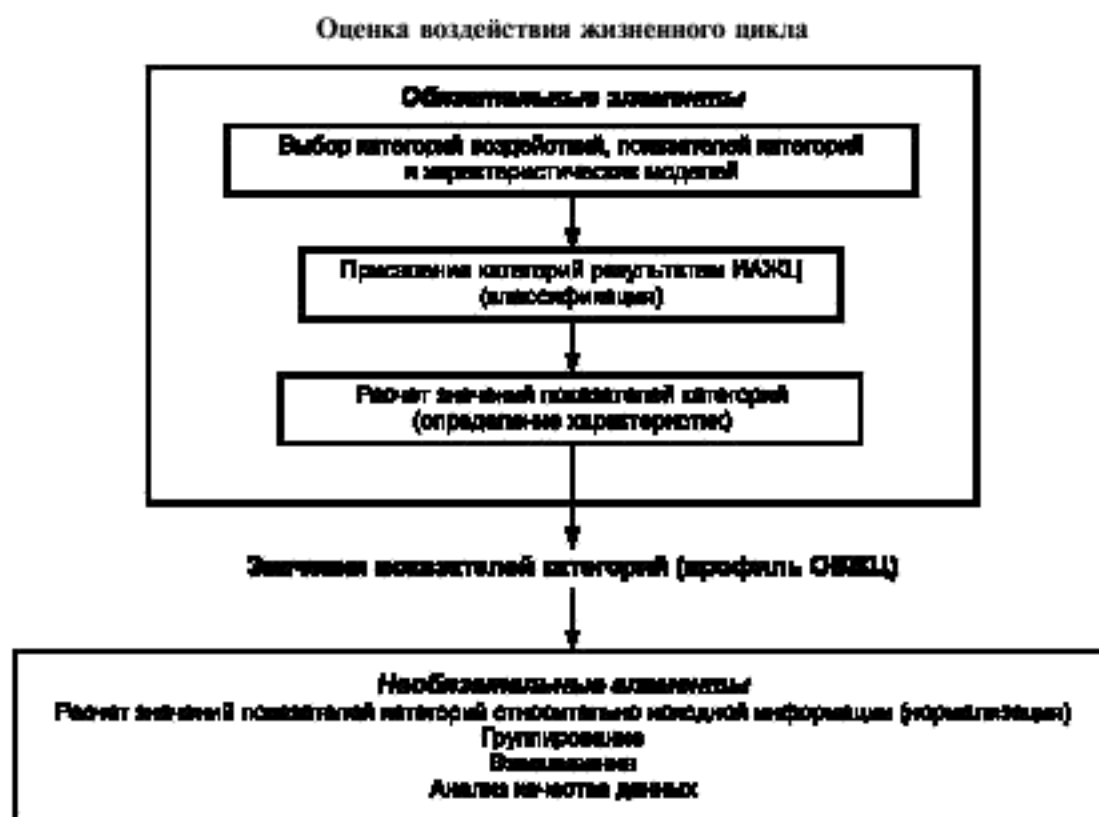 Оценка воздействия жизненного цикла
Обязательные элементы
Выбор категорий воздействий, показателей категорий
и характеристических моделей
Присвоение категорий результатам ИАЖЦ
(классификация)
Расчет значений показателей категорий
(определение характеристик)
Значения показателей категорий (профиль ОВЖЦ)
Необязательные элементы
Расчет значений показателей категорий относительно исходной информации (нормализация)
Группирование
Взвешивание
Анализ качества данных